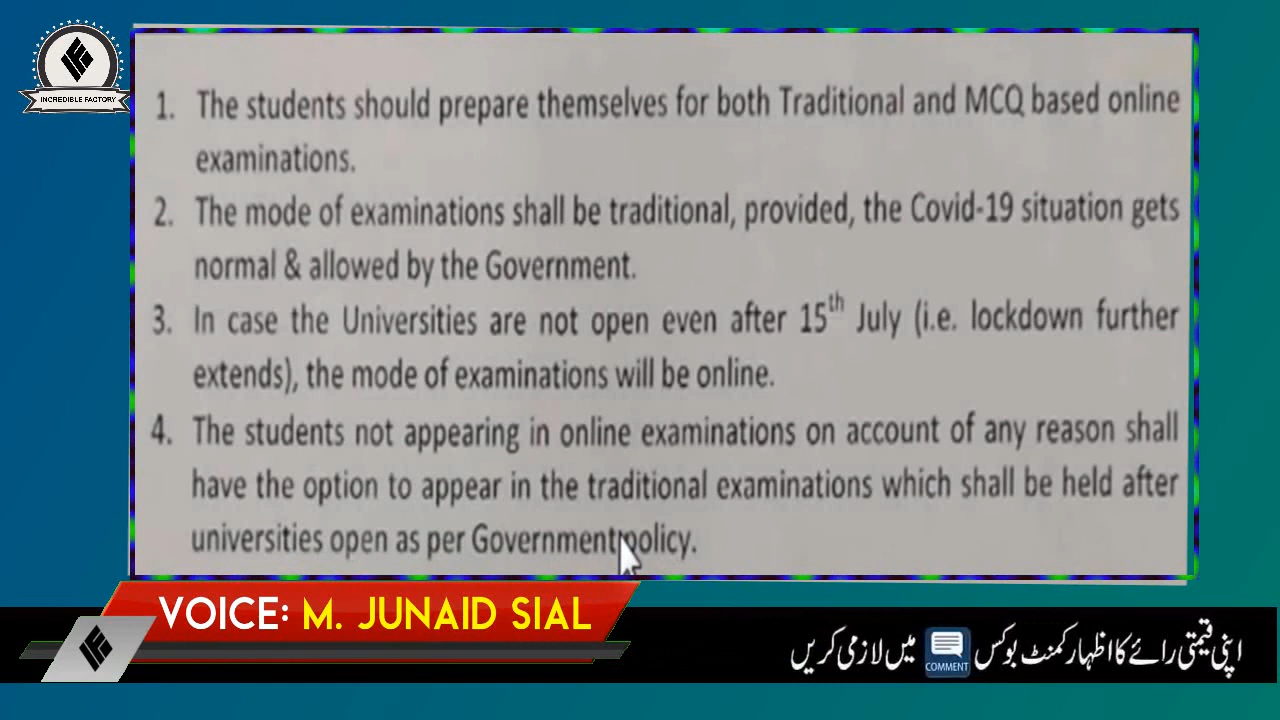 INCREDIBLE FACTORY
1. The students should prepare themselves for both Traditional and MCQ based online
examinations.
2. The mode of examinations shall be traditional, provided, the Covid-19 situation gets
normal & allowed by the Government.
3. In case the Universities are not open even after 15th July (i.e. lockdown further
extends), the mode of examinations will be online.
4. The students not appearing in online examinations on account of any reason shall
have the option to appear in the traditional examinations which shall be held after
universities open as per Government policy.
VOICE: M. JUNAID SIAL
اپنی قیمتی رائے کا اظہار کمنٹ بوکس COMMENT میں لازمی کریں